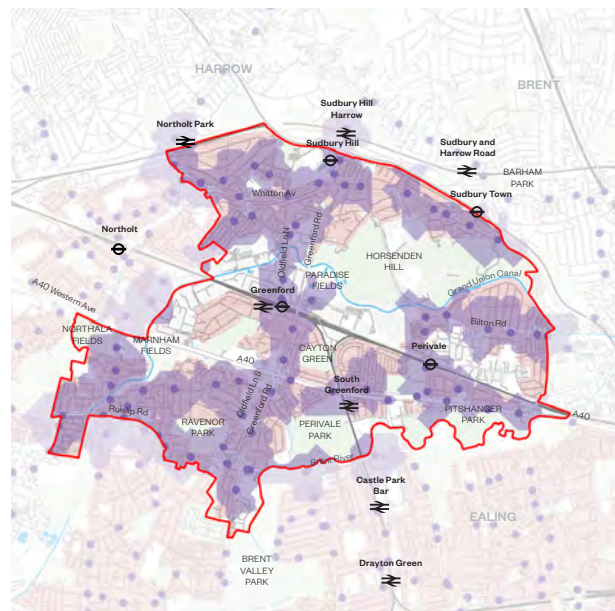 HARROW
BRENT
Northolt Park
Sudbury Hill
Harrow
Sudbury Hill
Sudbury and
Harrow Road
BARHAM
PARK
Whitton Av
Sudbury Town
Northolt
Oldfield Ln N
Greenford Rd
HORSENDEN
HILL
PARADISE
FIELDS
Grand Union Canal
A40 Western Ave
Greenford
NORTHALA
FIELDS
MARNHAM
FIELDS
Bilton Rd
CAYTON
GREEN
Perivale
A40
South
Greenford
Oldfield Ln S
Greenford Rd
Ruislip Rd
RAVENOR
PARK
PERIVALE
PARK
PITSHANGER
PARK
A40
Brent River
Castle Park
Bar
EALING
BRENT
VALLEY
PARK
Drayton Green